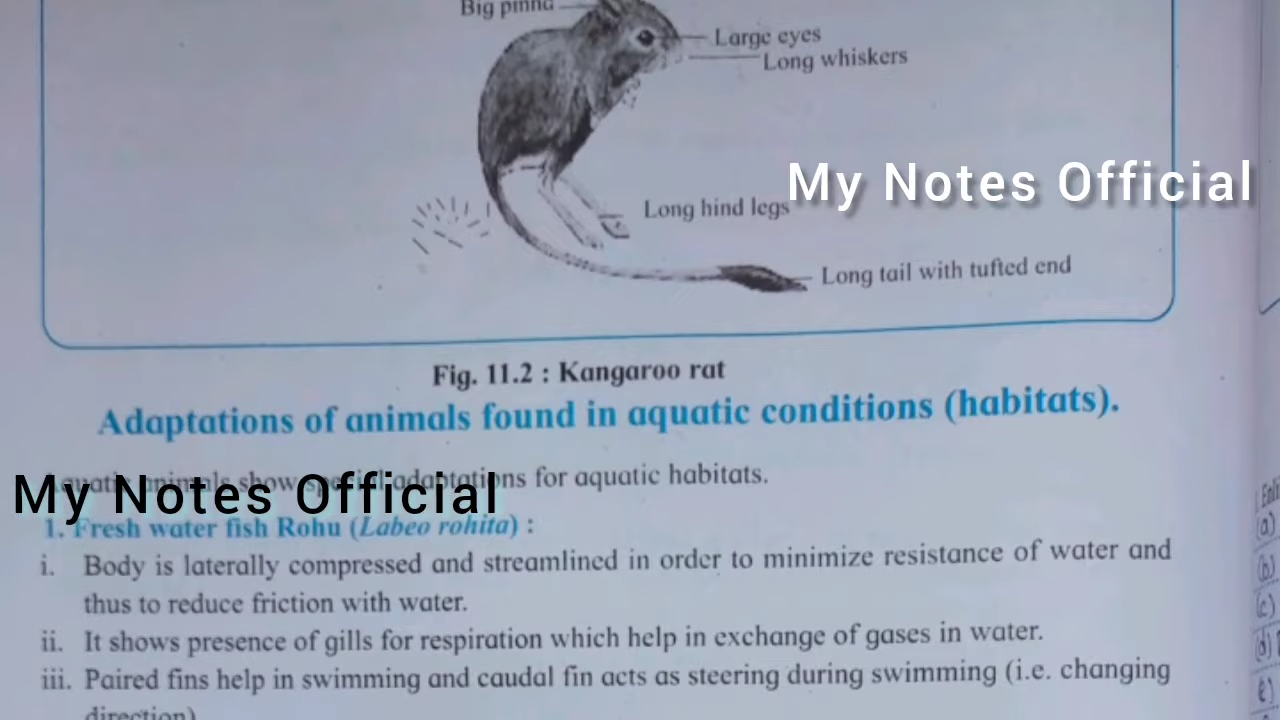 Big pinna
Large eyes
Long whiskers
My Notes Official
Long hind legs
Long tail with tufted end
Fig. 11.2 : Kangaroo rat
Adaptations of animals found in aquatic conditions (habitats).
Aquatic animals show special adaptations for aquatic habitats.
My Notes Official
1. Fresh water fish Rohu (Labeo rohita) :
i. Body is laterally compressed and streamlined in order to minimize resistance of water and
thus to reduce friction with water.
ii. It shows presence of gills for respiration which help in exchange of gases in water.
iii. Paired fins help in swimming and caudal fin acts as steering during swimming (i.e. changing
direction)
(a)
(b)
(c)
(d)